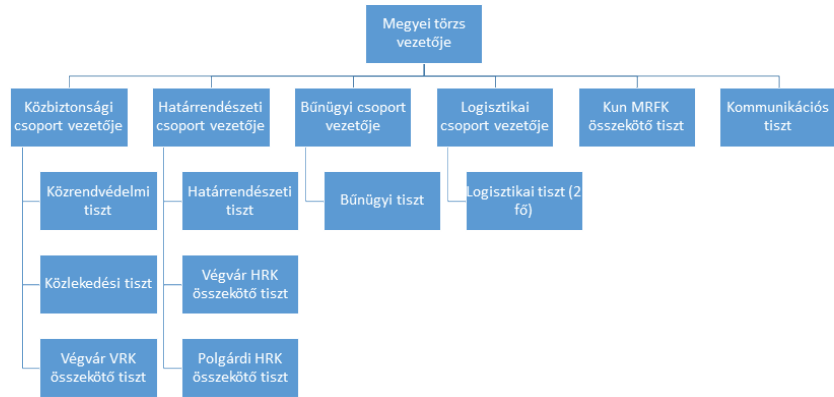 Megyei törzs
vezetője
Közbiztonsági
csoport vezetője
Határrendészeti
csoport vezetője
Bűnügyi csoport
vezetője
Logisztikai
csoport vezetője
Kun MRFK
összekötő tiszt
Kommunikációs
tiszt
Közrendvédelmi
tiszt
Határrendészeti
tiszt
Bűnügyi tiszt
Logisztikai tiszt (2
fő)
Közlekedési tiszt
Végvár HRK
összekötő tiszt
Végvár VRK
összekötő tiszt
Polgárdi HRK
összekötő tiszt